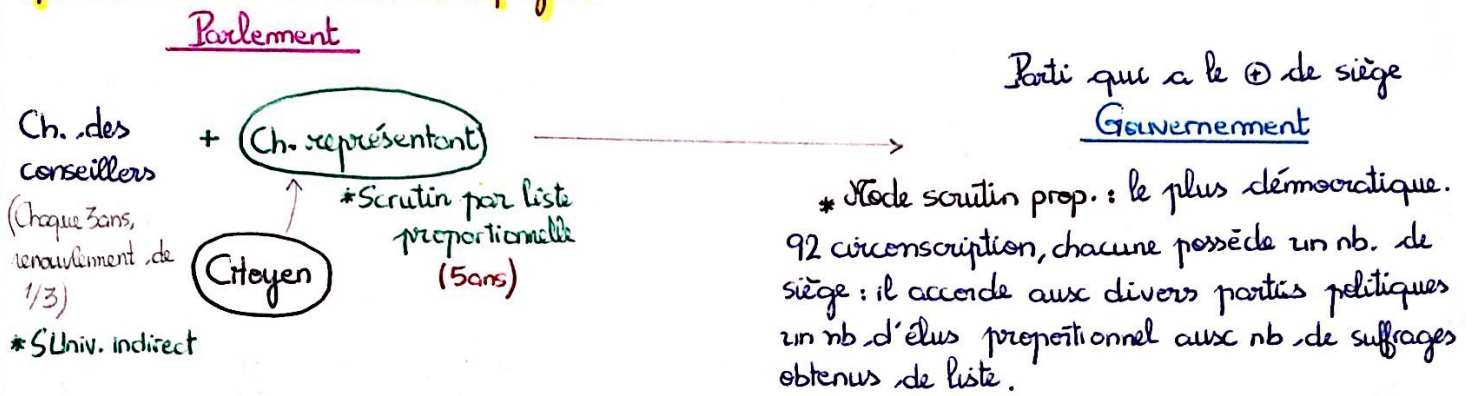 Parlement
Ch. des
conseillers
(Chaque 3ans,
renouvlement de
1/3)
*SUniv. indirect
+
Ch. représentant
Citoyen
*Scrutin par liste
proportionnelle
(5ans)
Parti qui a le ⊕ de siège
Gouvernement
* Mode scrutin prop. : le plus démocratique.
92 circonscription, chacune possède un nb. de
siège : il accorde aux divers partis politiques
un nb d'élus proportionnel aux nb de suffrages
obtenus de liste.